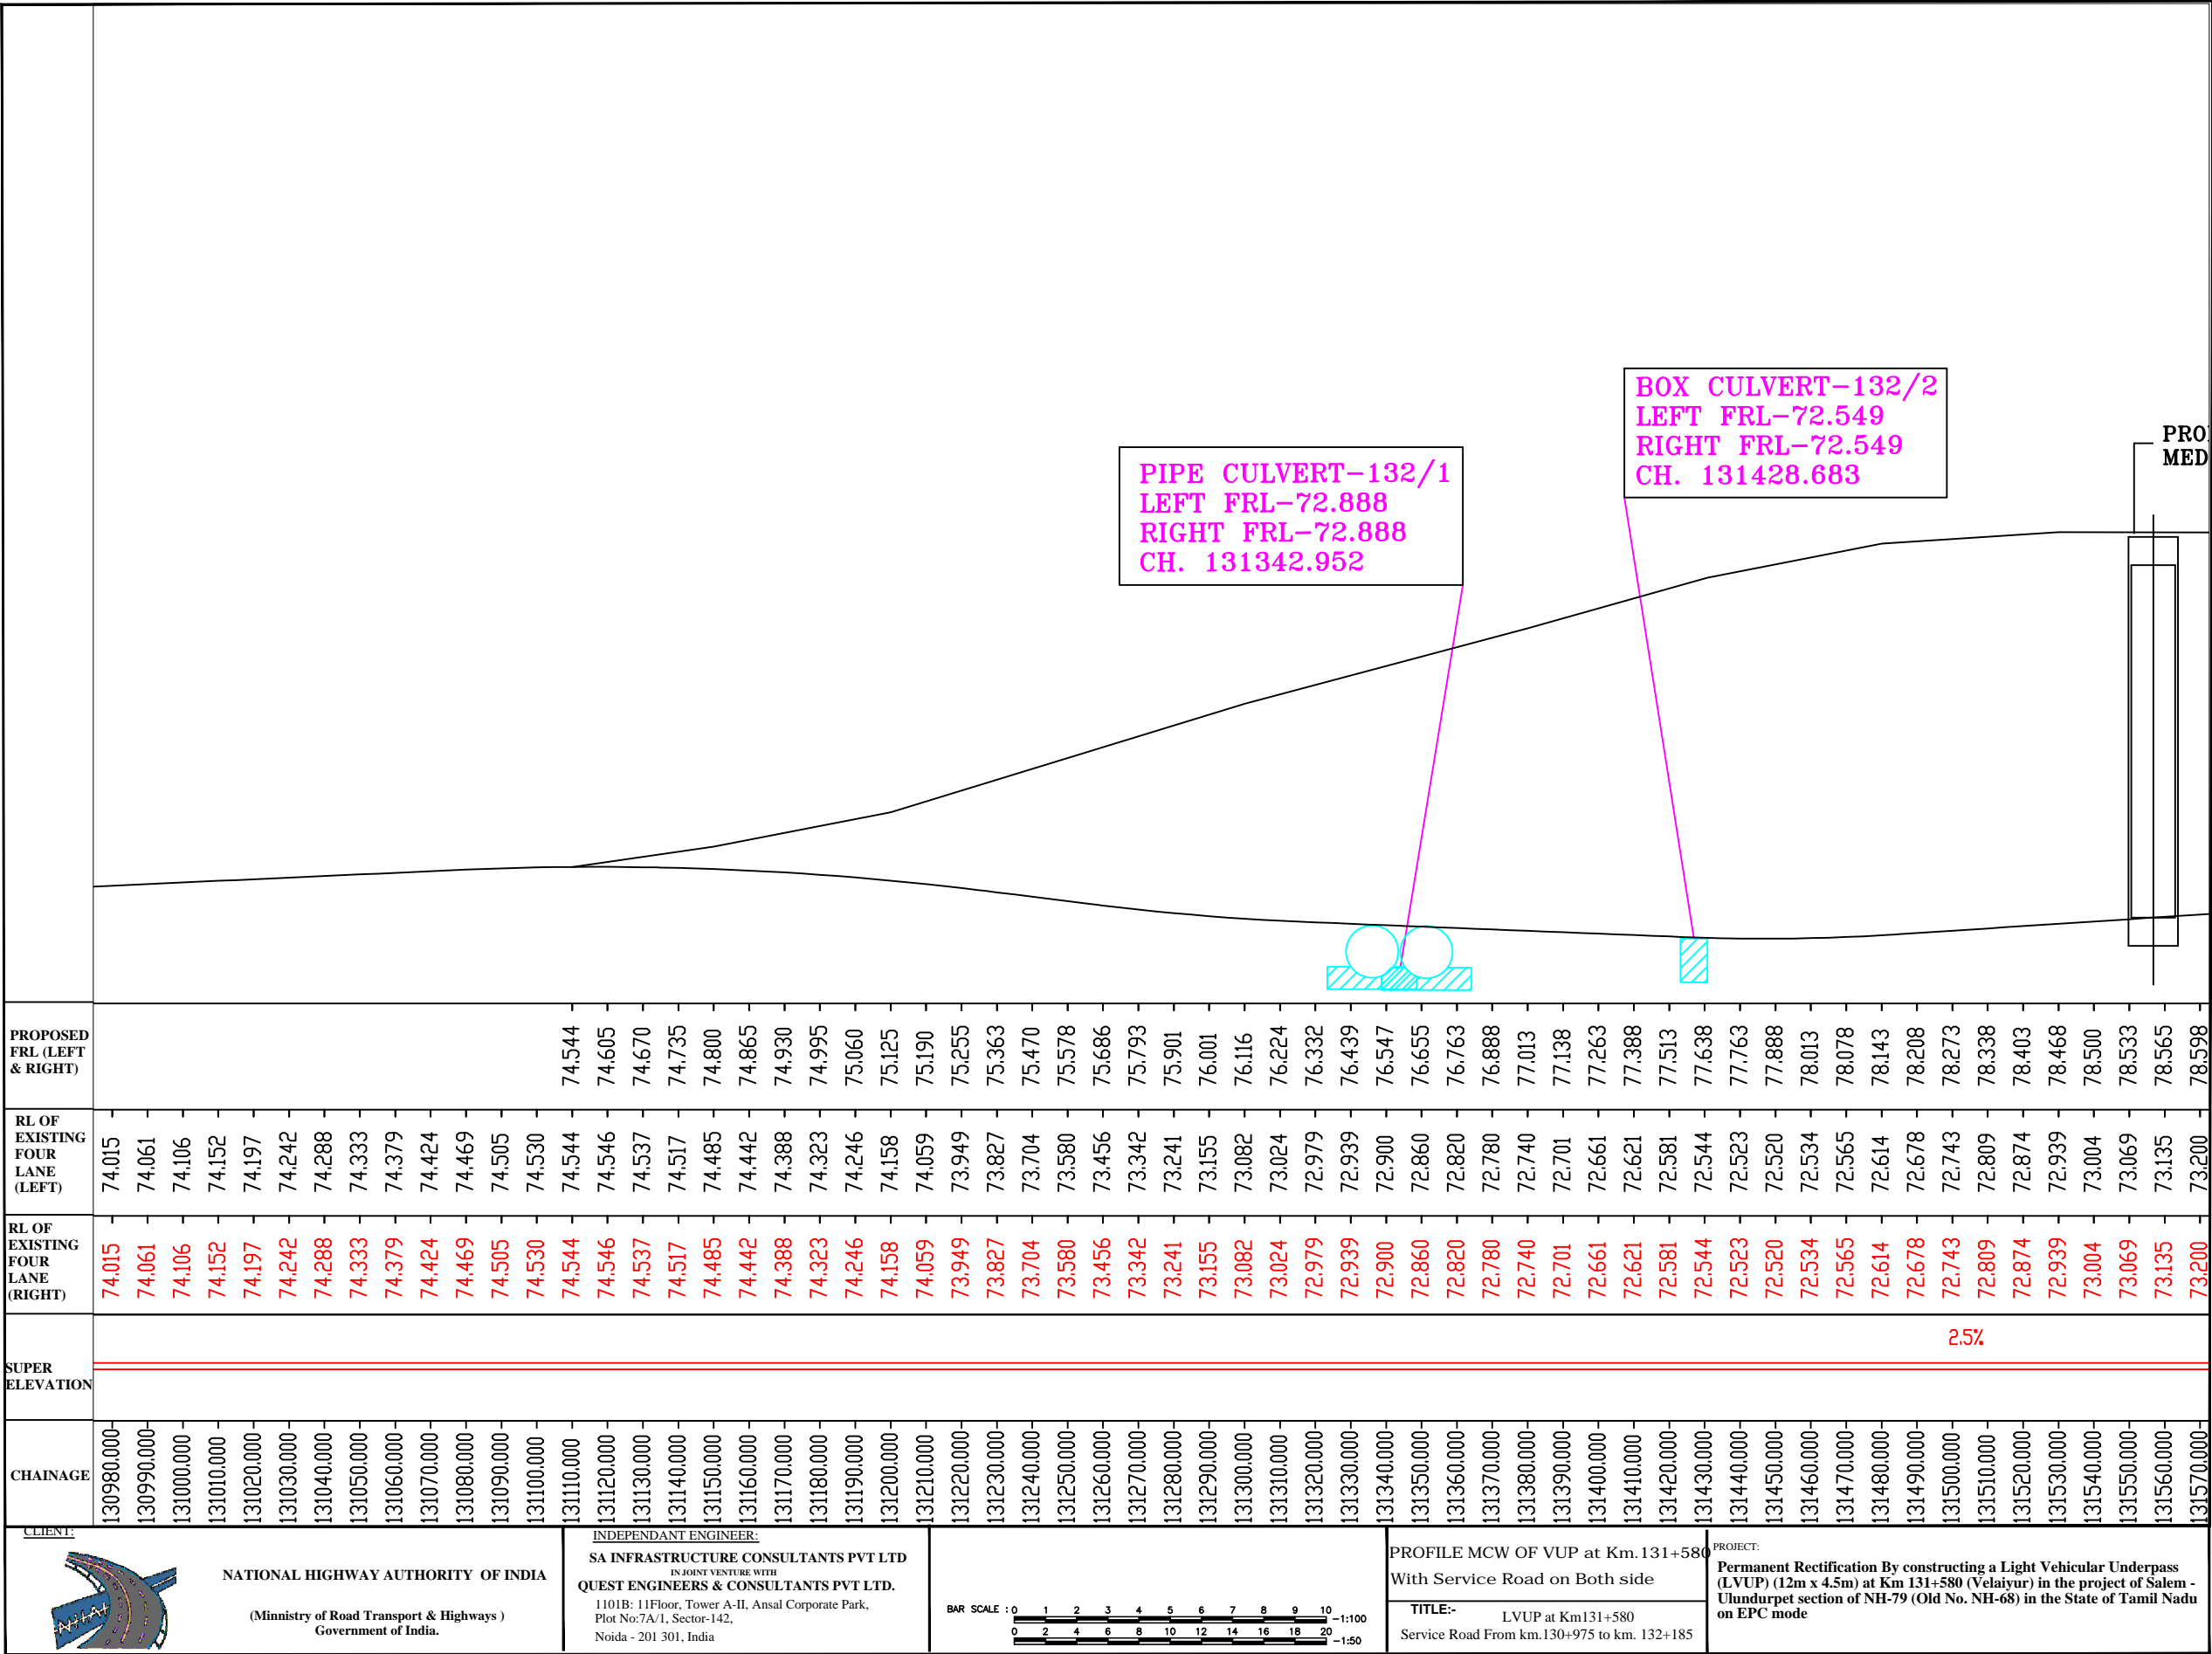 BOX CULVERT-132/2
LEFT FRL-72.549
RIGHT FRL-72.549
CH. 131428.683
PRO
MED
PIPE CULVERT-132/1
LEFT FRL-72.888
RIGHT FRL-72.888
CH. 131342.952
PROPOSED
FRL (LEFT
& RIGHT)
74.544 74.605 74.670 74.735 74.800 74.865 74.930 74.995 75.060 75.125 75.190 75.255 75.363 75.470 75.578 75.686 75.793 75.901 76.001 76.116 76.224 76.332 76.439 76.547 76.655 76.763 76.888 77.013 77.138 77.263 77.388 77.513 77.638 77.763 77.888 78.013 78.078 78.143 78.208 78.273 78.338 78.403 78.468 78.500 78.533 78.565 78.598
RL OF
EXISTING
FOUR
LANE
(LEFT)
74.015 74.061 74.106 74.152 74.197 74.242 74.288 74.333 74.379 74.424 74.469 74.505 74.530 74.544 74.546 74.537 74.517 74.485 74.442 74.388 74.323 74.246 74.158 74.059 73.949 73.827 73.704 73.580 73.456 73.342 73.241 73.155 73.082 73.024 72.979 72.939 72.900 72.860 72.820 72.780 72.740 72.701 72.661 72.621 72.581 72.544 72.523 72.520 72.534 72.565 72.614 72.678 72.743 72.809 72.874 72.939 73.004 73.069 73.135 73.200
RL OF
EXISTING
FOUR
LANE
(RIGHT)
74.015 74.061 74.106 74.152 74.197 74.242 74.288 74.333 74.379 74.424 74.469 74.505 74.530 74.544 74.546 74.537 74.517 74.485 74.442 74.388 74.323 74.246 74.158 74.059 73.949 73.827 73.704 73.580 73.456 73.342 73.241 73.155 73.082 73.024 72.979 72.939 72.900 72.860 72.820 72.780 72.740 72.701 72.661 72.621 72.581 72.544 72.523 72.520 72.534 72.565 72.614 72.678 72.743 72.809 72.874 72.939 73.004 73.069 73.135 73.200
2.5%
SUPER
ELEVATION
CHAINAGE
130980.000 130990.000 131000.000 131010.000 131020.000 131030.000 131040.000 131050.000 131060.000 131070.000 131080.000 131090.000 131100.000 131110.000 131120.000 131130.000 131140.000 131150.000 131160.000 131170.000 131180.000 131190.000 131200.000 131210.000 131220.000 131230.000 131240.000 131250.000 131260.000 131270.000 131280.000 131290.000 131300.000 131310.000 131320.000 131330.000 131340.000 131350.000 131360.000 131370.000 131380.000 131390.000 131400.000 131410.000 131420.000 131430.000 131440.000 131450.000 131460.000 131470.000 131480.000 131490.000 131500.000 131510.000 131520.000 131530.000 131540.000 131550.000 131560.000 131570.000
CLIENT:
NHAI
NATIONAL HIGHWAY AUTHORITY OF INDIA
(Minnistry of Road Transport & Highways )
Government of India.
INDEPENDANT ENGINEER:
SA INFRASTRUCTURE CONSULTANTS PVT LTD
IN JOINT VENTURE WITH
QUEST ENGINEERS & CONSULTANTS PVT LTD.
1101B: 11Floor, Tower A-II, Ansal Corporate Park,
Plot No:7A/1, Sector-142,
Noida - 201 301, India
BAR SCALE : 0 1 2 3 4 5 6 7 8 9 10 -1:100
0 2 4 6 8 10 12 14 16 18 20 -1:50
PROFILE MCW OF VUP at Km.131+580
With Service Road on Both side
TITLE:- LVUP at Km131+580
Service Road From km.130+975 to km. 132+185
PROJECT:
Permanent Rectification By constructing a Light Vehicular Underpass
(LVUP) (12m x 4.5m) at Km 131+580 (Velaiyur) in the project of Salem -
Ulundurpet section of NH-79 (Old No. NH-68) in the State of Tamil Nadu
on EPC mode